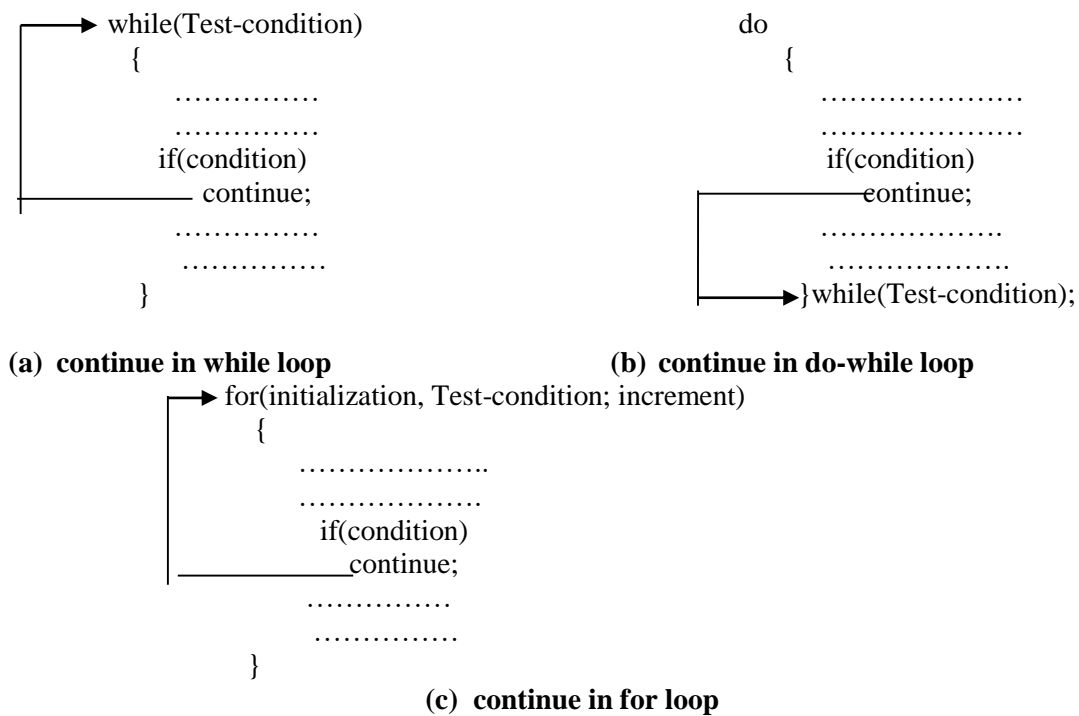 while(Test-condition)
{
……………
……………
if(condition)
continue;
……………
……………
}
(a) continue in while loop
do
{
…………………
…………………
if(condition)
continue;
……………….
……………….
}while(Test-condition);
(b) continue in do-while loop
for(initialization, Test-condition; increment)
{
………………..
……………….
if(condition)
continue;
……………
……………
}
(c) continue in for loop